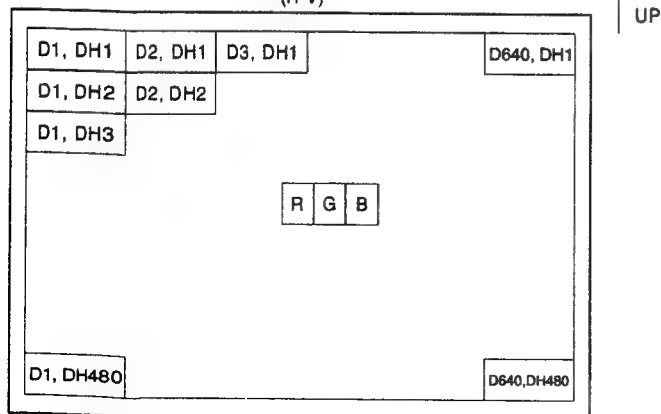 UP
D1, DH1 D2, DH1 D3, DH1 D640, DH1
D1, DH2 D2, DH2
D1, DH3
R G B
D1, DH480 D640,DH480